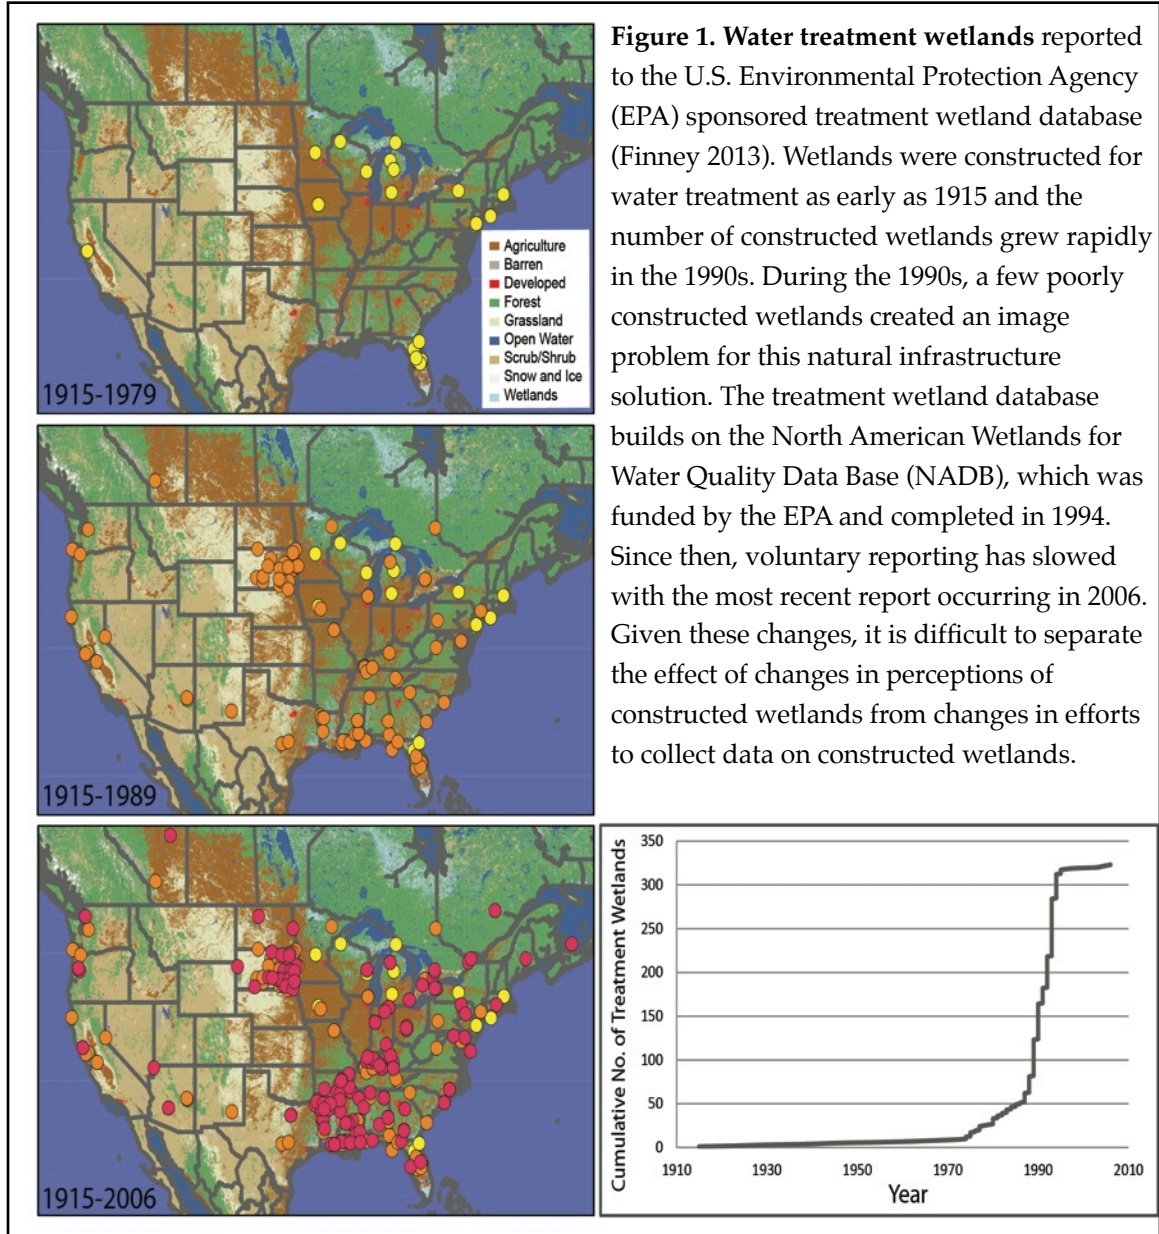 Figure 1. Water treatment wetlands reported
to the U.S. Environmental Protection Agency
(EPA) sponsored treatment wetland database
(Finney 2013). Wetlands were constructed for
water treatment as early as 1915 and the
number of constructed wetlands grew rapidly
in the 1990s. During the 1990s, a few poorly
constructed wetlands created an image
problem for this natural infrastructure
solution. The treatment wetland database
builds on the North American Wetlands for
Water Quality Data Base (NADB), which was
funded by the EPA and completed in 1994.
Since then, voluntary reporting has slowed
with the most recent report occurring in 2006.
Given these changes, it is difficult to separate
the effect of changes in perceptions of
constructed wetlands from changes in efforts
to collect data on constructed wetlands.
Agriculture
Barren
Developed
Forest
Grassland
Open Water
Scrub/Shrub
Snow and Ice
Wetlands
1915-1979
1915-1989
1915-2006
Cumulative No. of Treatment Wetlands
350
300
250
200
150
100
50
0
1910 1930 1950 1970 1990 2010
Year